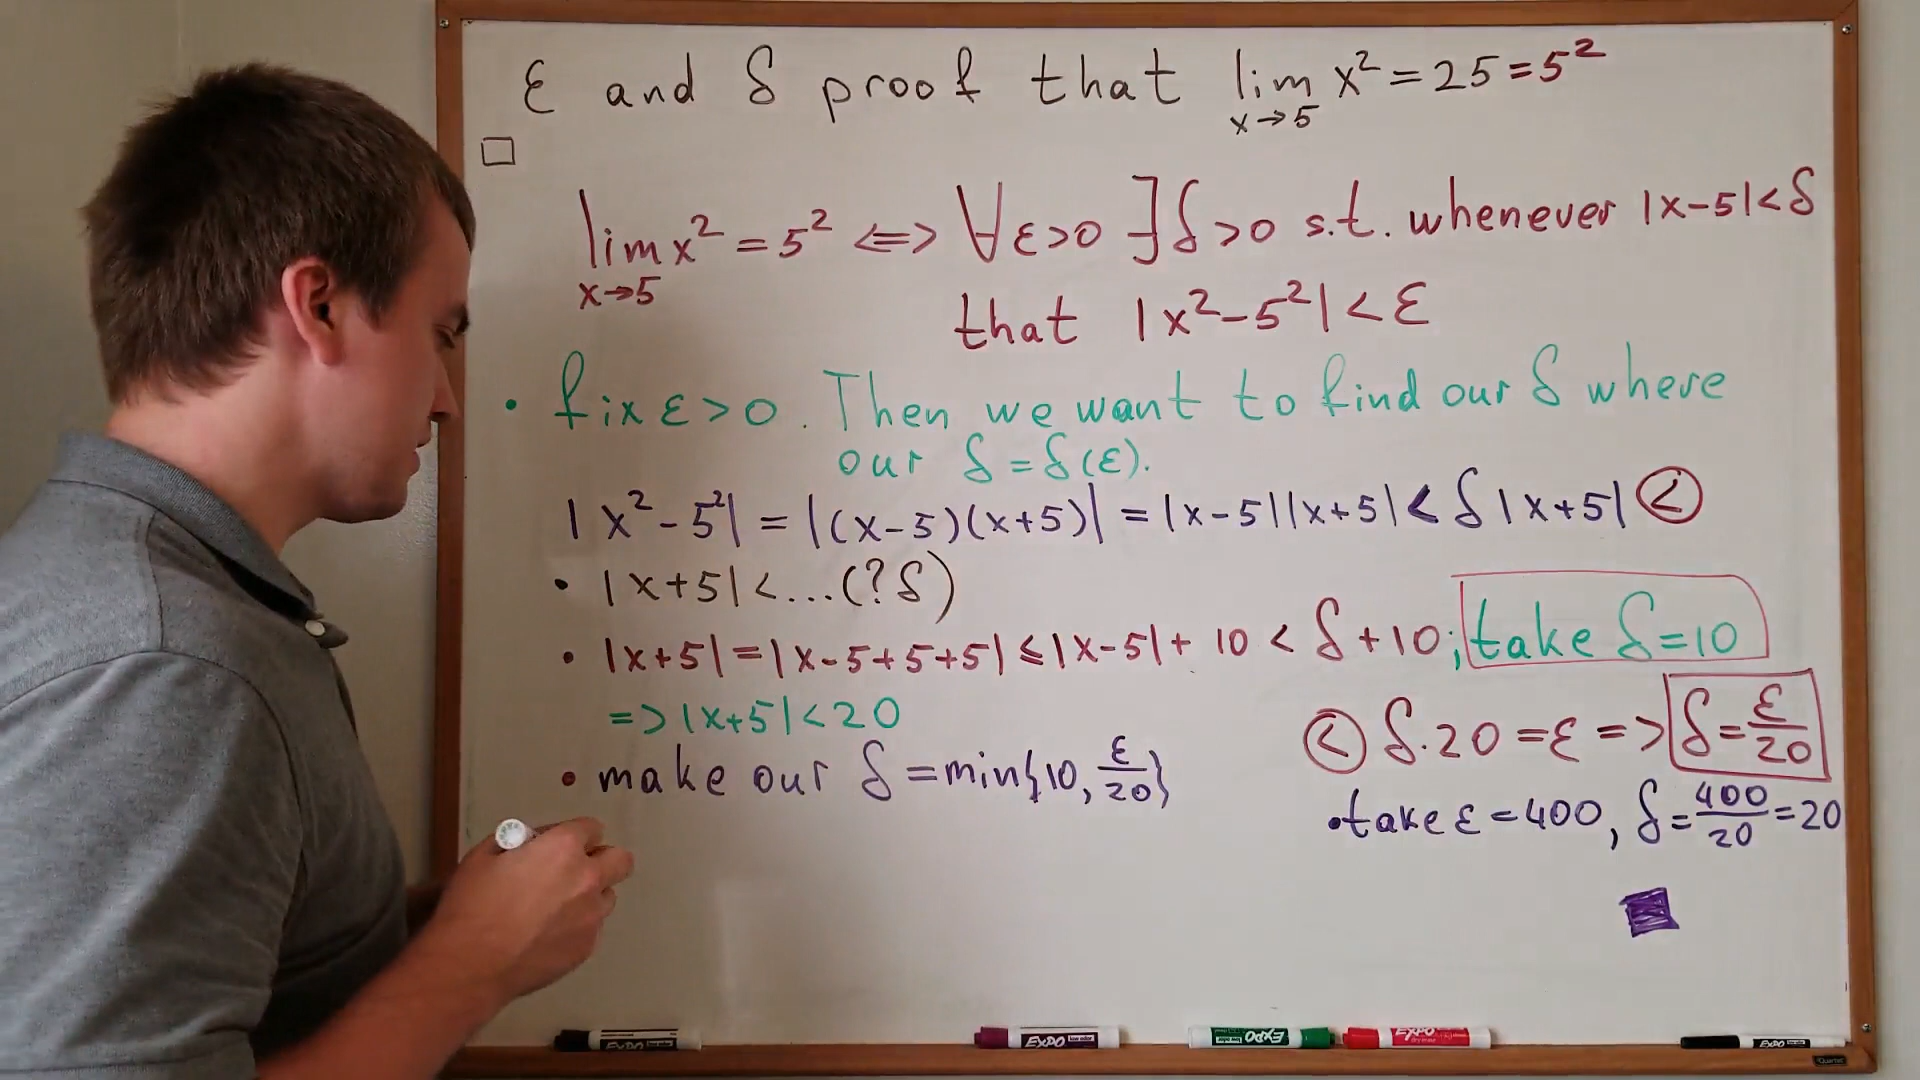 ε and δ proof that lim x² = 25 = 5²
x→5
lim x² = 5² <=> ∀ε>0 ∃δ>0 s.t. whenever |x-5|<δ
x→5
that |x²-5²|<ε
• fix ε>0. Then we want to find our δ where
our δ=δ(ε).
|x²-5²| = |(x-5)(x+5)| = |x-5||x+5| < δ|x+5| <
• |x+5|<...(?δ)
• |x+5|=|x-5+5+5| ≤ |x-5|+ 10 < δ+10; take δ=10
=> |x+5|<20
< δ·20 = ε => δ = ε/20
• make our δ = min{10, ε/20}
• take ε=400, δ = 400/20 = 20
EXPO
EXPO
EXPO
EXPO
EXPO